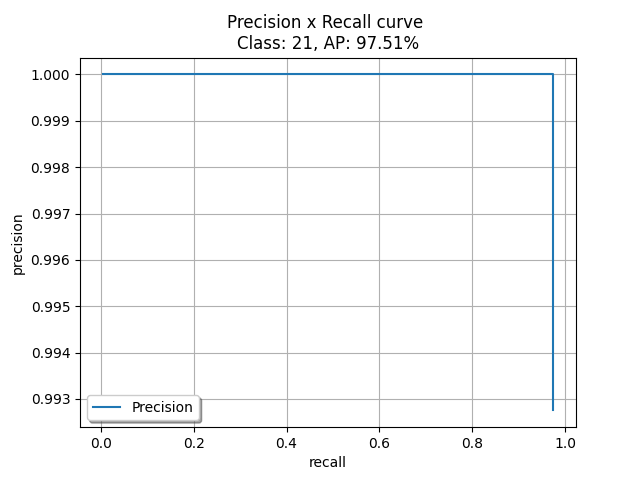 Precision x Recall curve
Class: 21, AP: 97.51%
1.000
0.999
0.998
0.997
0.996
0.995
0.994
0.993
precision
Precision
0.0 0.2 0.4 0.6 0.8 1.0
recall